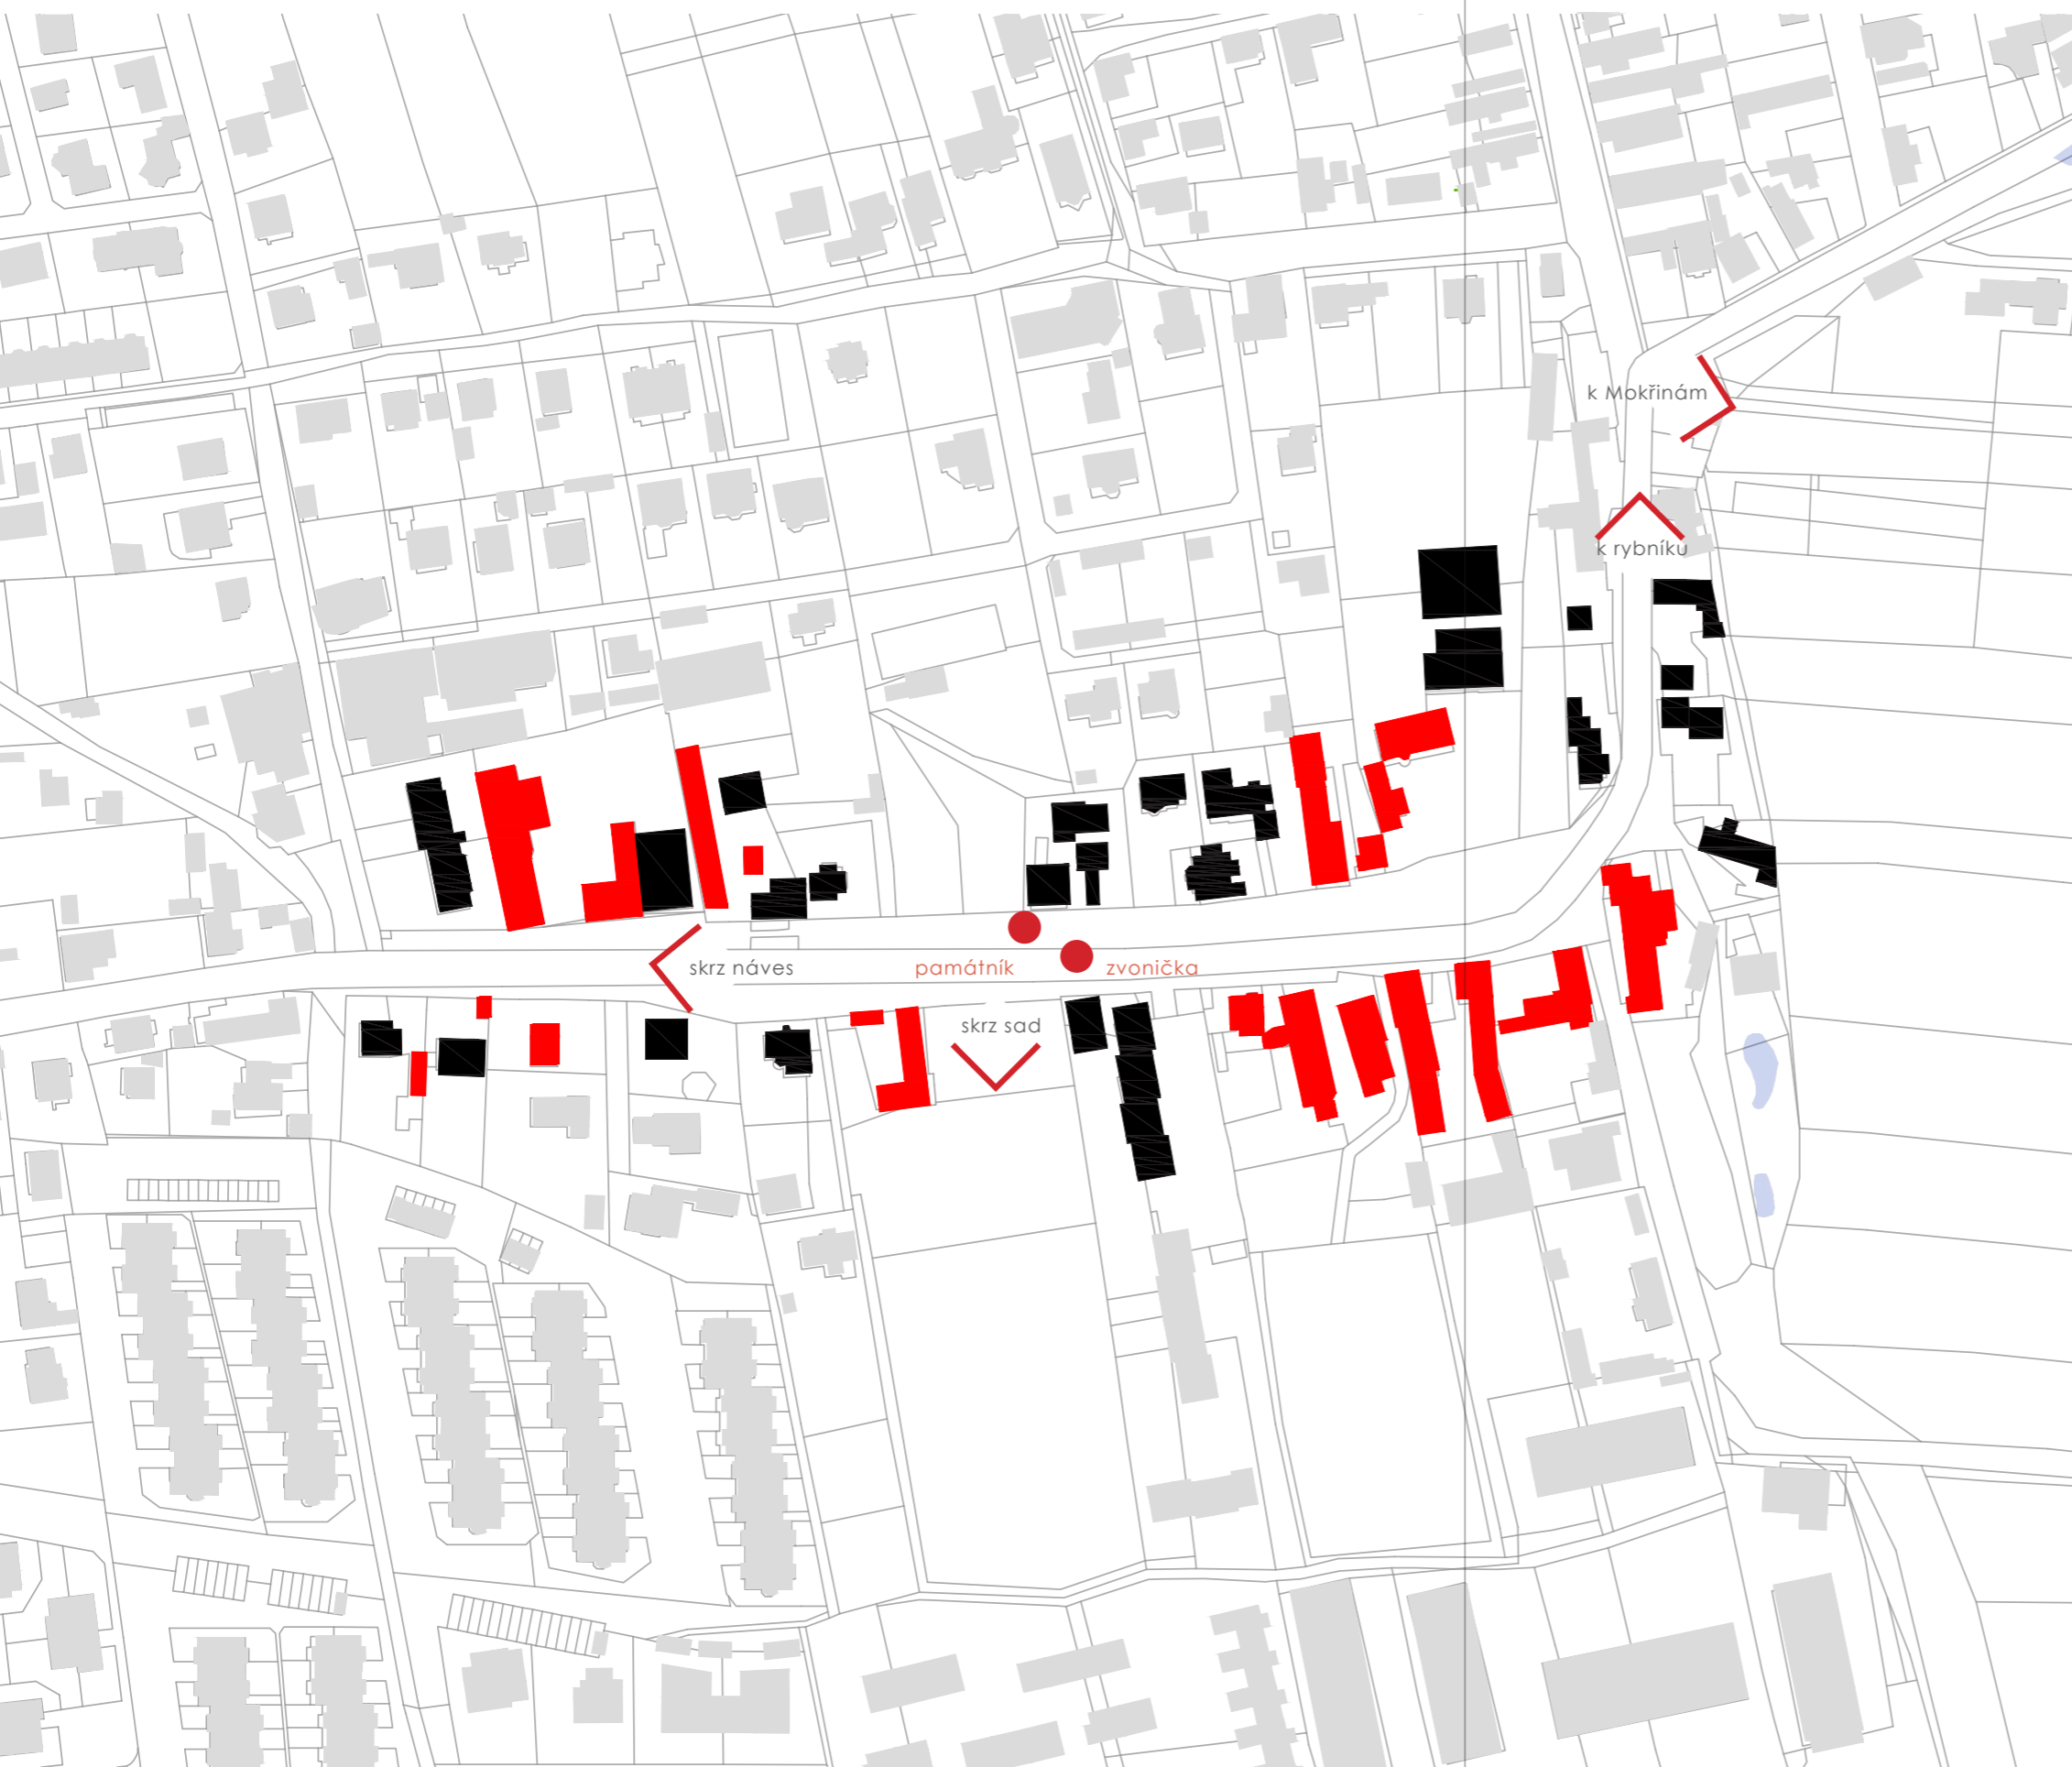 k Mokřinám
k rybníku
skrz náves
památník
zvonička
skrz sad